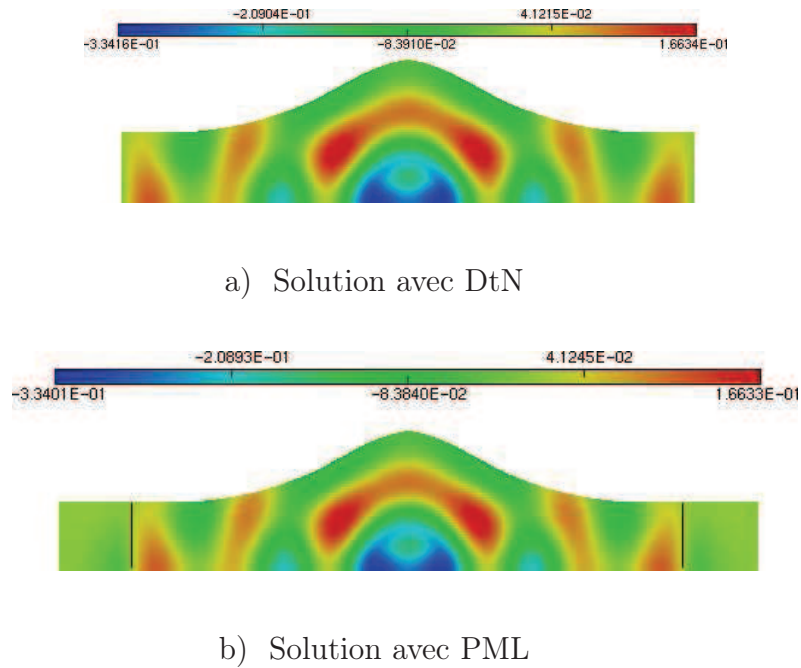 -2.0904E-01 4.1215E-02
-3.3416E-01 -8.3910E-02 1.6634E-01
a) Solution avec DtN
-2.0893E-01 4.1245E-02
-3.3401E-01 -8.3840E-02 1.6633E-01
b) Solution avec PML